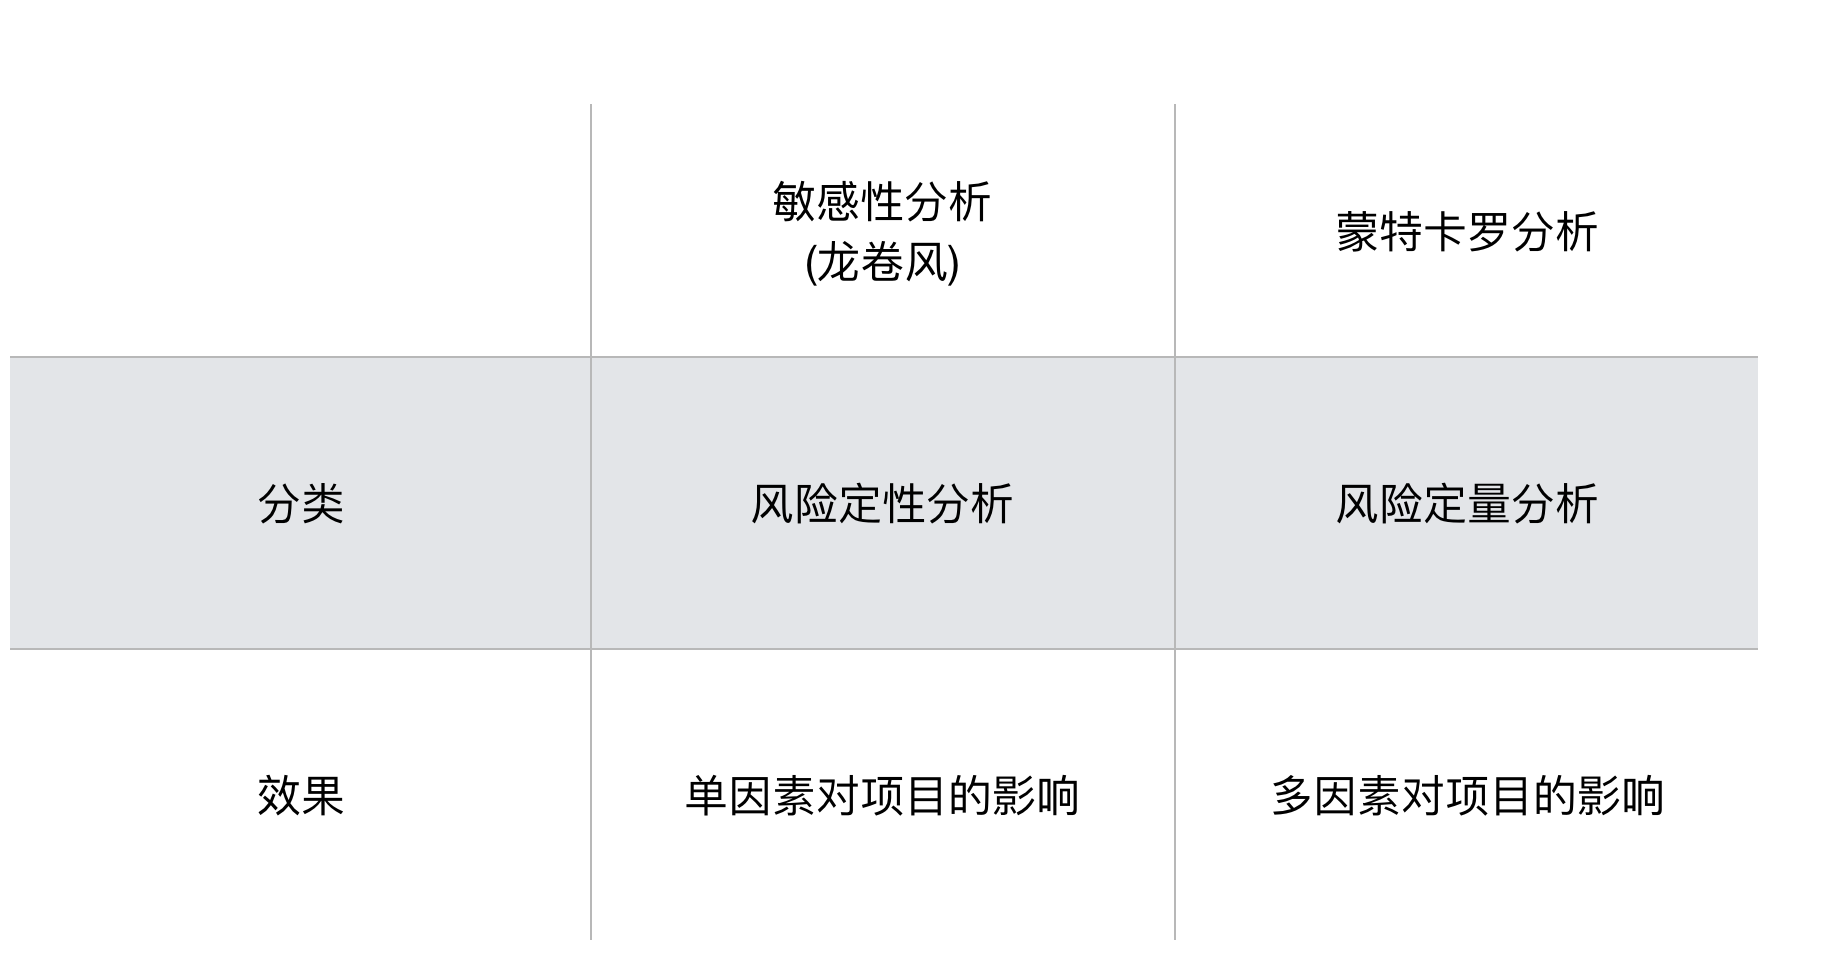 敏感性分析
(龙卷风)
蒙特卡罗分析
分类
风险定性分析
风险定量分析
效果
单因素对项目的影响
多因素对项目的影响